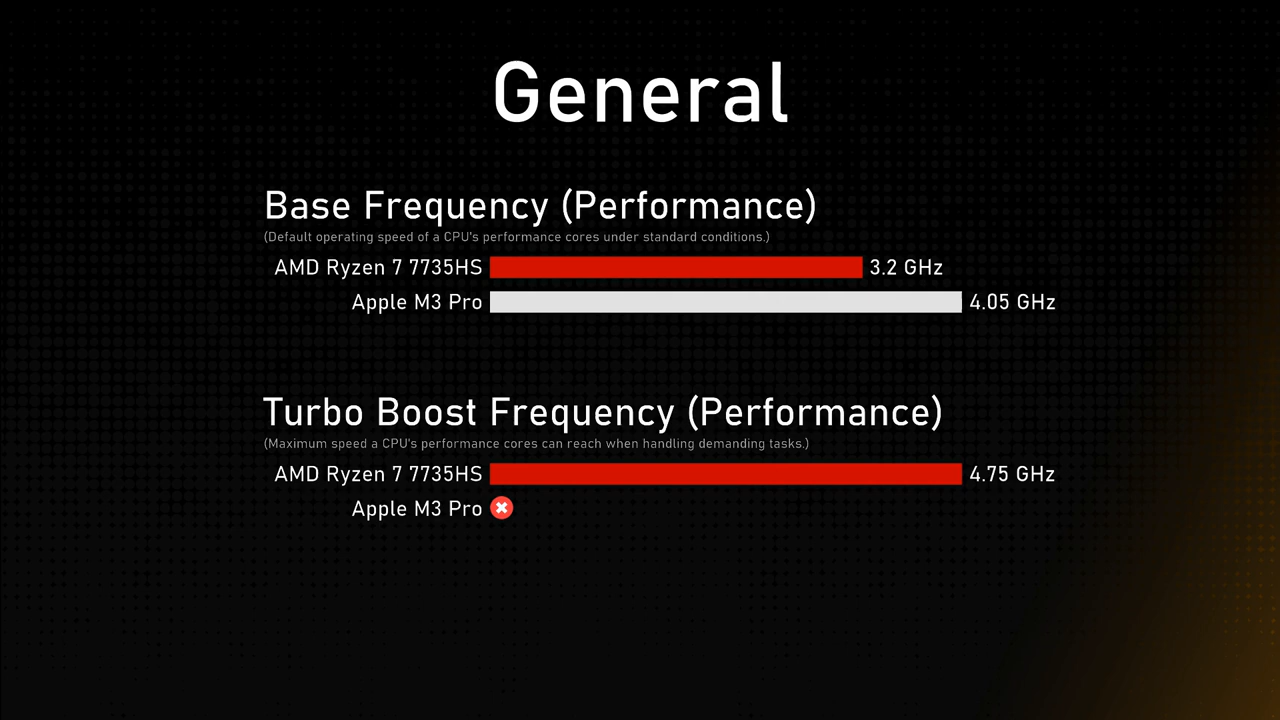 General
Base Frequency (Performance)
(Default operating speed of a CPU's performance cores under standard conditions.)
AMD Ryzen 7 7735HS 3.2 GHz
Apple M3 Pro 4.05 GHz
Turbo Boost Frequency (Performance)
(Maximum speed a CPU's performance cores can reach when handling demanding tasks.)
AMD Ryzen 7 7735HS 4.75 GHz
Apple M3 Pro